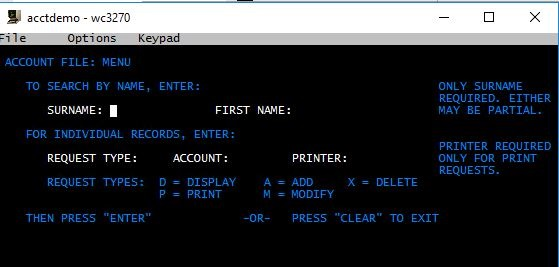 acctdemo - wc3270
File Options Keypad
ACCOUNT FILE: MENU
TO SEARCH BY NAME, ENTER: ONLY SURNAME
REQUIRED. EITHER
SURNAME: FIRST NAME: MAY BE PARTIAL.
FOR INDIVIDUAL RECORDS, ENTER:
PRINTER REQUIRED
REQUEST TYPE: ACCOUNT: PRINTER: ONLY FOR PRINT
REQUESTS.
REQUEST TYPES: D = DISPLAY A = ADD X = DELETE
P = PRINT M = MODIFY
THEN PRESS "ENTER" -OR- PRESS "CLEAR" TO EXIT